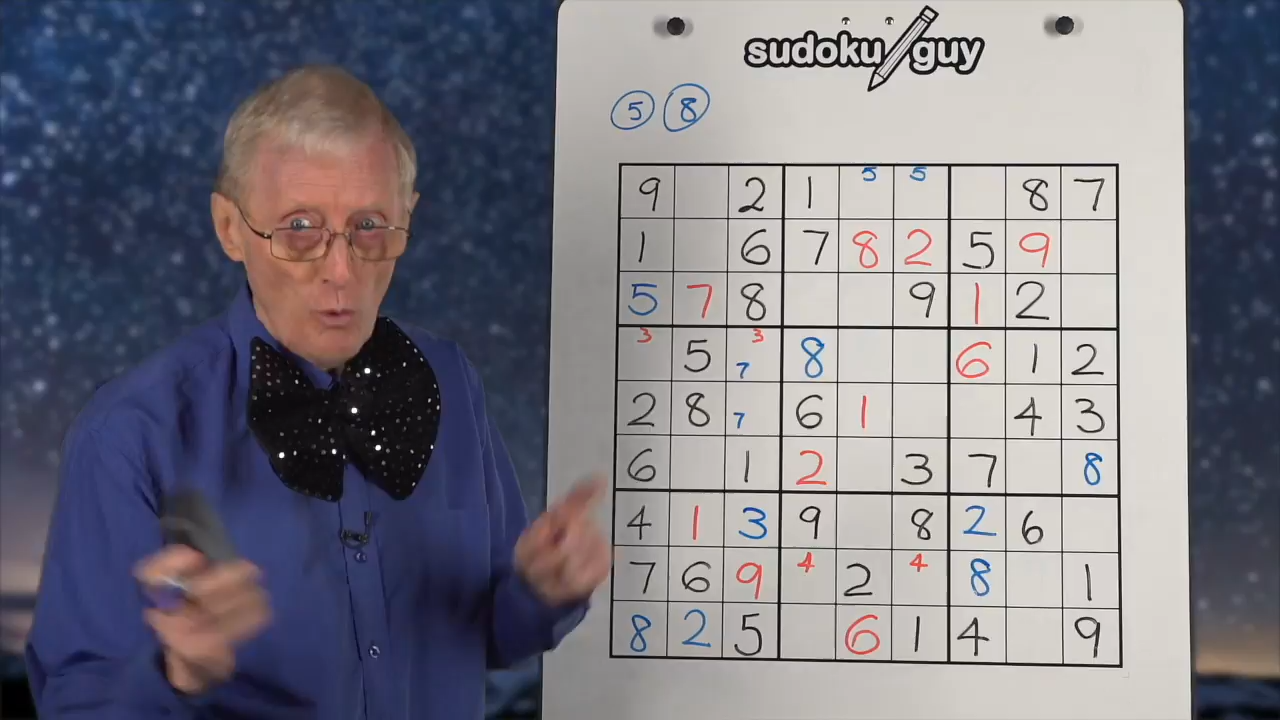 sudoku guy
5 8
5 5
9 2 1 8 7
1 6 7 8 2 5 9
5 7 8 9 1 2
3 3
5 7 8 6 1 2
2 8 7 6 1 4 3
6 1 2 3 7 8
4 1 3 9 8 2 6
4 4
7 6 9 2 8 1
8 2 5 6 1 4 9